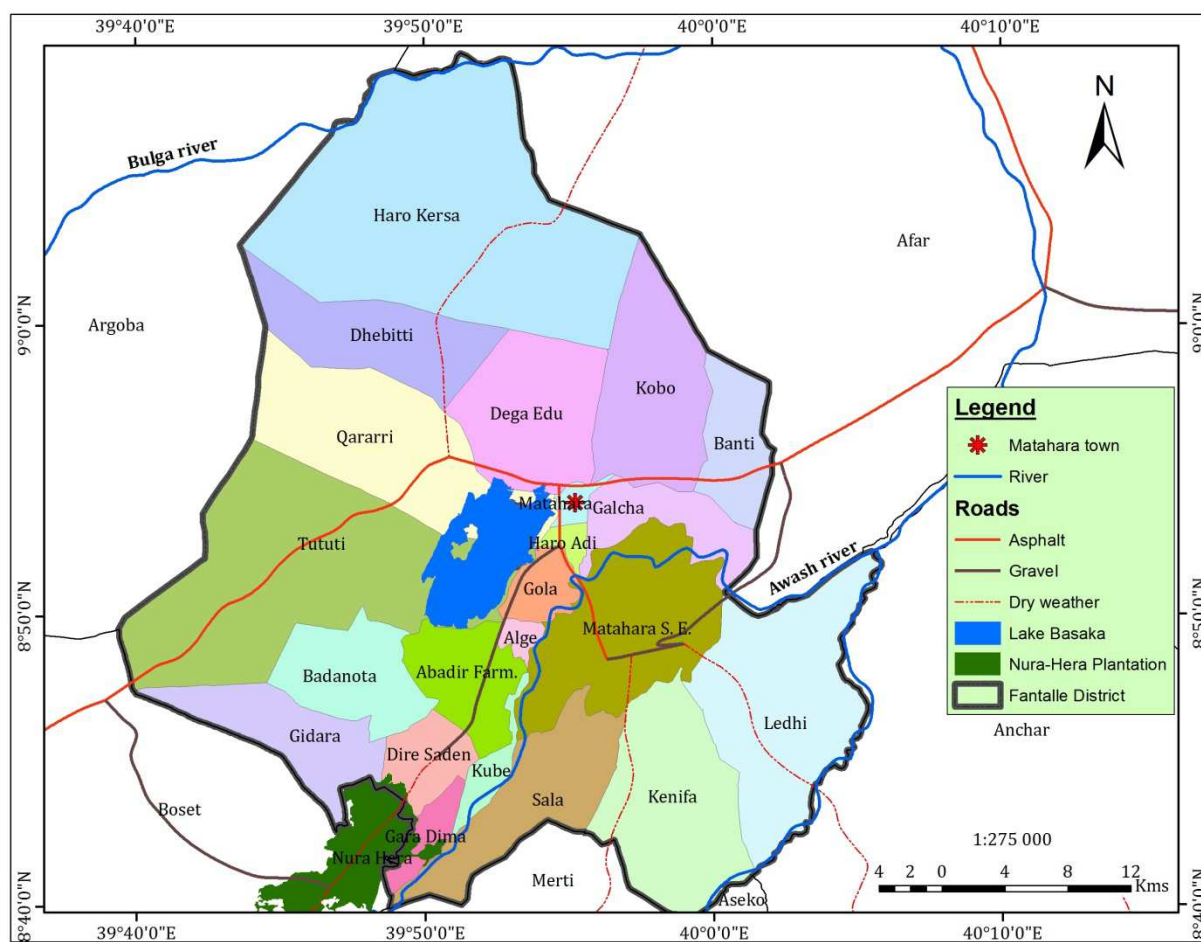 39°40'0"E
39°50'0"E
40°0'0"E
40°10'0"E
N
Bulga river
Haro Kersa
Afar
Argoba
9°0'0"N
9°0'0"N
Dhebitti
Kobo
Dega Edu
Qararri
Banti
Matahara
Galcha
Tututi
Haro Adi
Awash river
Gola
8°50'0"N
8°50'0"N
Matahara S. E.
Alge
Badanota
Abadir Farm.
Gidara
Ledhi
Dire Saden
Kube
Boset
Sala
Kenifa
Gara Dima
Nura Hera
Merti
Aseko
Anchar
Legend
Matahara town
River
Roads
Asphalt
Gravel
Dry weather
Lake Basaka
Nura-Hera Plantation
Fantalle District
1:275 000
4 2 0 4 8 12
Kms
8°40'0"N
8°40'0"N
39°40'0"E
39°50'0"E
40°0'0"E
40°10'0"E